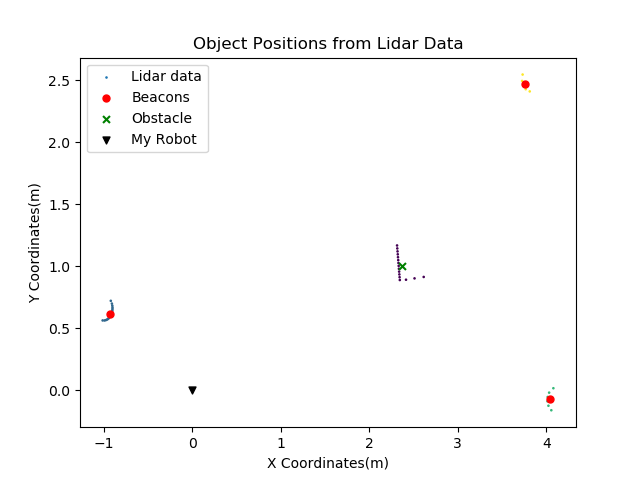 Object Positions from Lidar Data
Lidar data
Beacons
Obstacle
My Robot
Y Coordinates(m)
2.5
2.0
1.5
1.0
0.5
0.0
−1 0 1 2 3 4
X Coordinates(m)